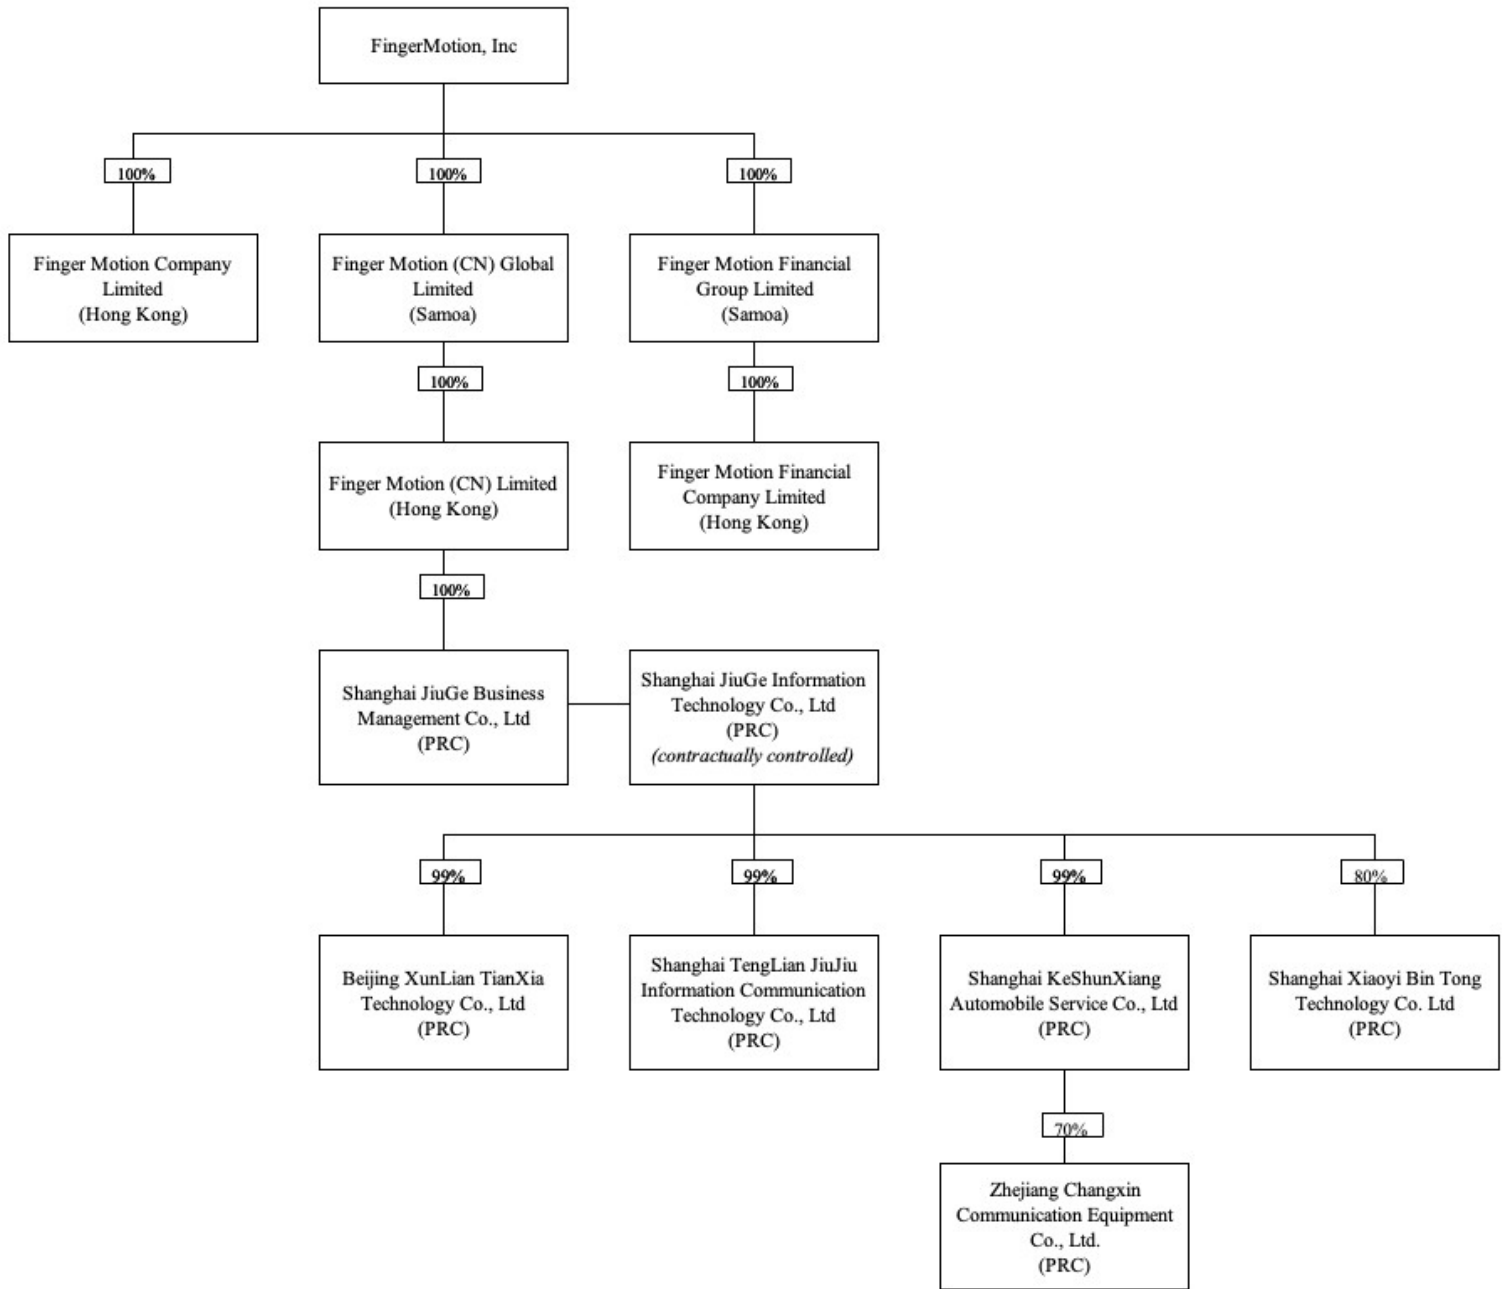 FingerMotion, Inc
100%
100%
100%
Finger Motion Company
Limited
(Hong Kong)
Finger Motion (CN) Global
Limited
(Samoa)
Finger Motion Financial
Group Limited
(Samoa)
100%
100%
Finger Motion (CN) Limited
(Hong Kong)
Finger Motion Financial
Company Limited
(Hong Kong)
100%
Shanghai JiuGe Business
Management Co., Ltd
(PRC)
Shanghai JiuGe Information
Technology Co., Ltd
(PRC)
(contractually controlled)
99%
99%
99%
80%
Beijing XunLian TianXia
Technology Co., Ltd
(PRC)
Shanghai TengLian JiuJiu
Information Communication
Technology Co., Ltd
(PRC)
Shanghai KeShunXiang
Automobile Service Co., Ltd
(PRC)
Shanghai Xiaoyi Bin Tong
Technology Co. Ltd
(PRC)
70%
Zhejiang Changxin
Communication Equipment
Co., Ltd.
(PRC)